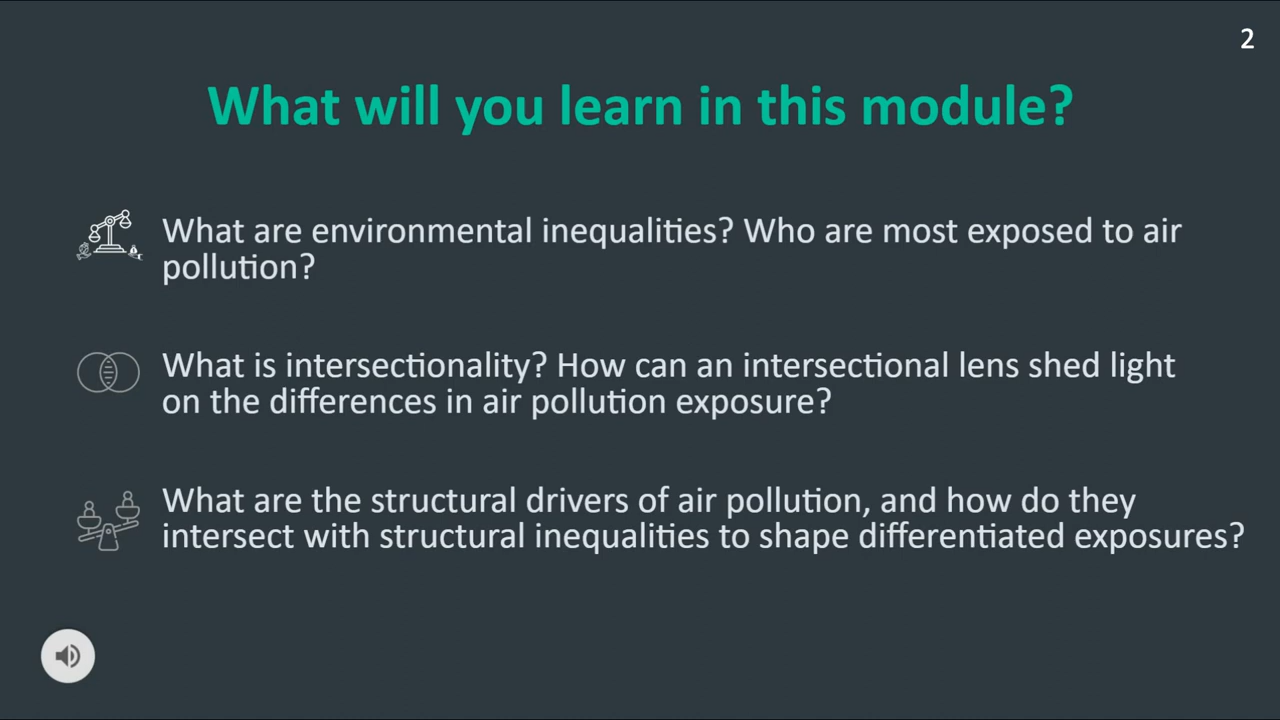 2
What will you learn in this module?
What are environmental inequalities? Who are most exposed to air
pollution?
What is intersectionality? How can an intersectional lens shed light
on the differences in air pollution exposure?
What are the structural drivers of air pollution, and how do they
intersect with structural inequalities to shape differentiated exposures?